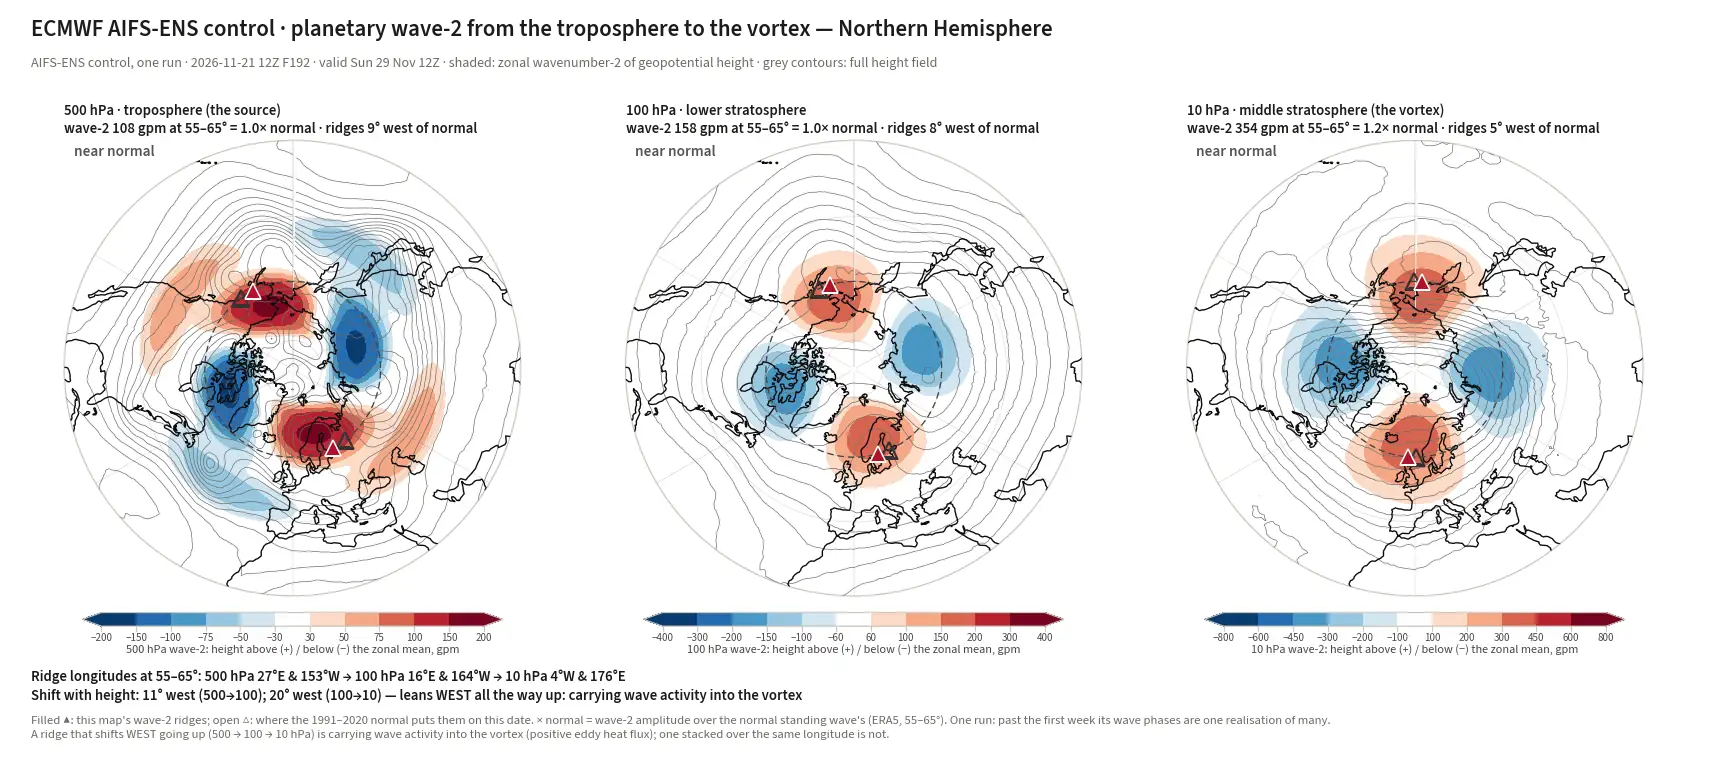 ECMWF AIFS-ENS control · planetary wave-2 from the troposphere to the vortex — Northern Hemisphere
AIFS-ENS control, one run · 2026-11-21 12Z F192 · valid Sun 29 Nov 12Z · shaded: zonal wavenumber-2 of geopotential height · grey contours: full height field
500 hPa · troposphere (the source)
wave-2 108 gpm at 55–65° = 1.0× normal · ridges 9° west of normal
near normal
100 hPa · lower stratosphere
wave-2 158 gpm at 55–65° = 1.0× normal · ridges 8° west of normal
near normal
10 hPa · middle stratosphere (the vortex)
wave-2 354 gpm at 55–65° = 1.2× normal · ridges 5° west of normal
near normal
−200 −150 −100 −75 −50 −30 30 50 75 100 150 200
500 hPa wave-2: height above (+) / below (−) the zonal mean, gpm
−400 −300 −200 −150 −100 −60 60 100 150 200 300 400
100 hPa wave-2: height above (+) / below (−) the zonal mean, gpm
−800 −600 −450 −300 −200 −100 100 200 300 450 600 800
10 hPa wave-2: height above (+) / below (−) the zonal mean, gpm
Ridge longitudes at 55–65°: 500 hPa 27°E & 153°W → 100 hPa 16°E & 164°W → 10 hPa 4°W & 176°E
Shift with height: 11° west (500→100); 20° west (100→10) — leans WEST all the way up: carrying wave activity into the vortex
Filled ▲: this map's wave-2 ridges; open △: where the 1991–2020 normal puts them on this date. × normal = wave-2 amplitude over the normal standing wave's (ERA5, 55–65°). One run: past the first week its wave phases are one realisation of many.
A ridge that shifts WEST going up (500 → 100 → 10 hPa) is carrying wave activity into the vortex (positive eddy heat flux); one stacked over the same longitude is not.